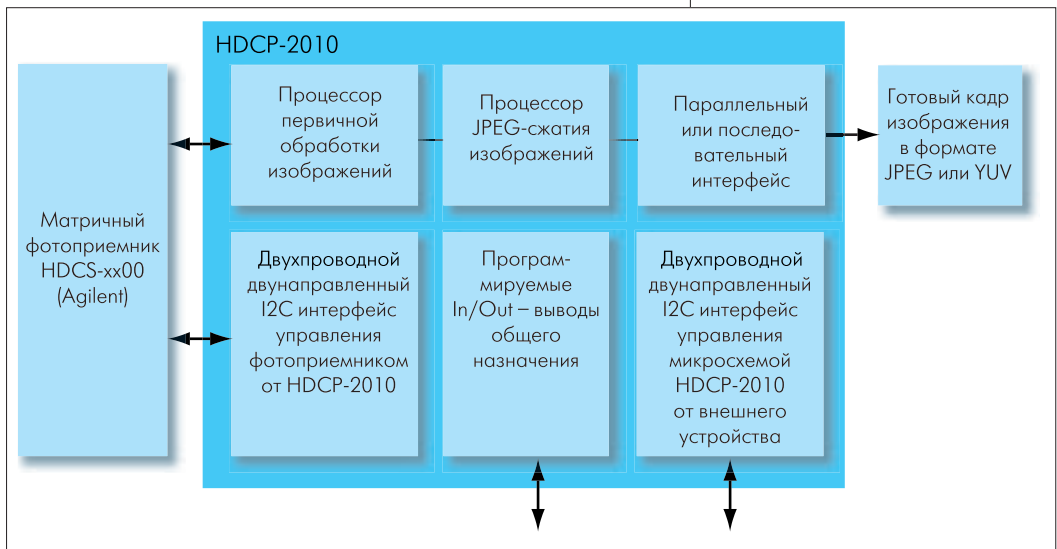 HDCP-2010
Матричный
фотоприемник
HDCS-xx00
(Agilent)
Процессор
первичной
обработки
изображений
Процессор
JPEG-сжатия
изображений
Параллельный
или последо-
вательный
интерфейс
Готовый кадр
изображения
в формате
JPEG или YUV
Двухпроводной
двунаправленный
I2C интерфейс
управления
фотоприемником
от HDCP-2010
Програм-
мируемые
In/Out – выводы
общего
назначения
Двухпроводной
двунаправленный
I2C интерфейс
управления
микросхемой
HDCP-2010
от внешнего
устройства